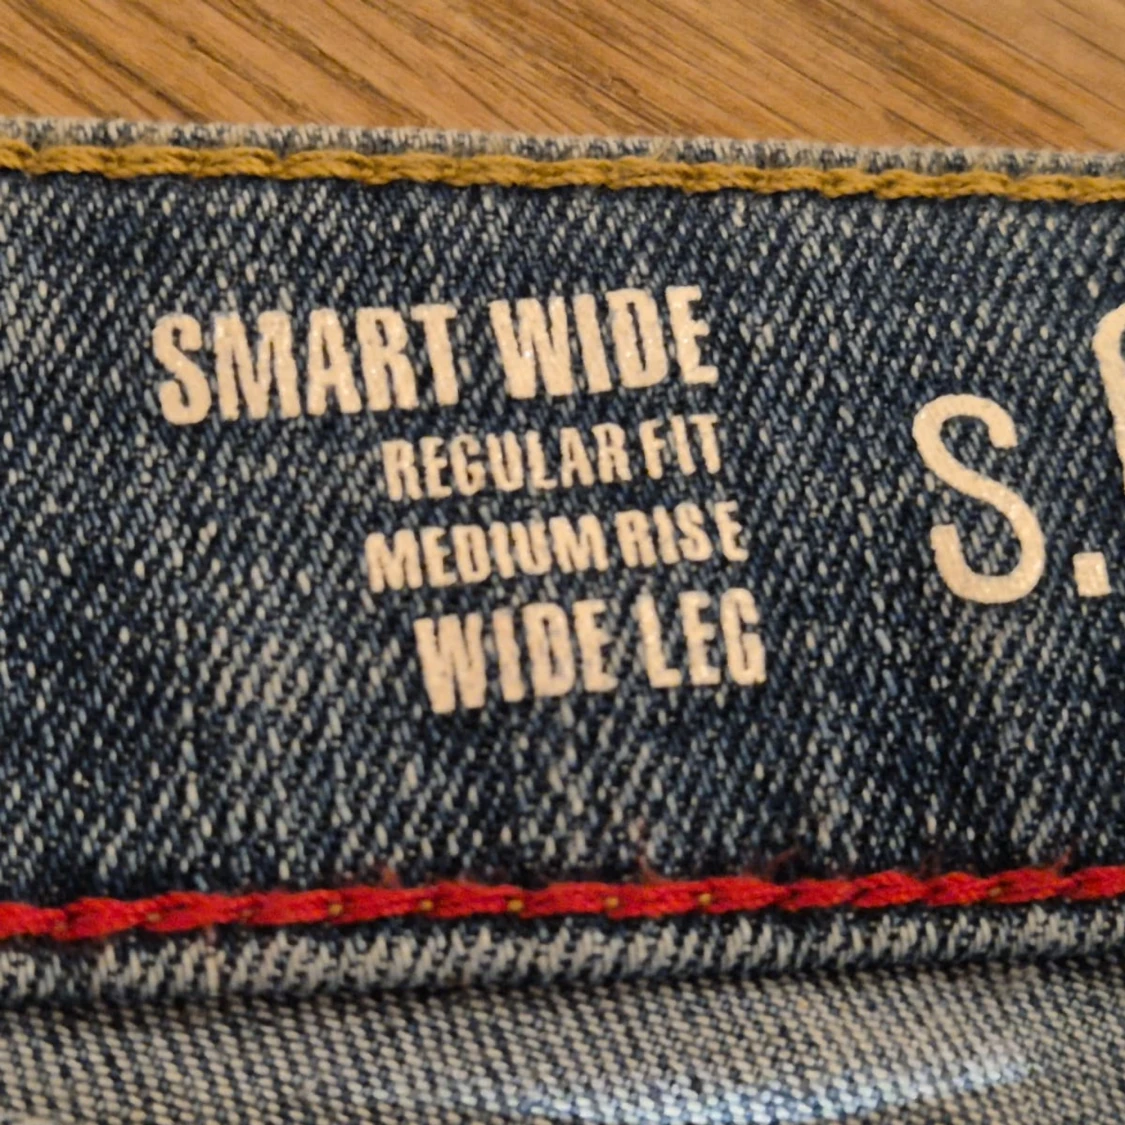 SMART WIDE
REGULAR FIT
MEDIUM RISE
WIDE LEG
S.